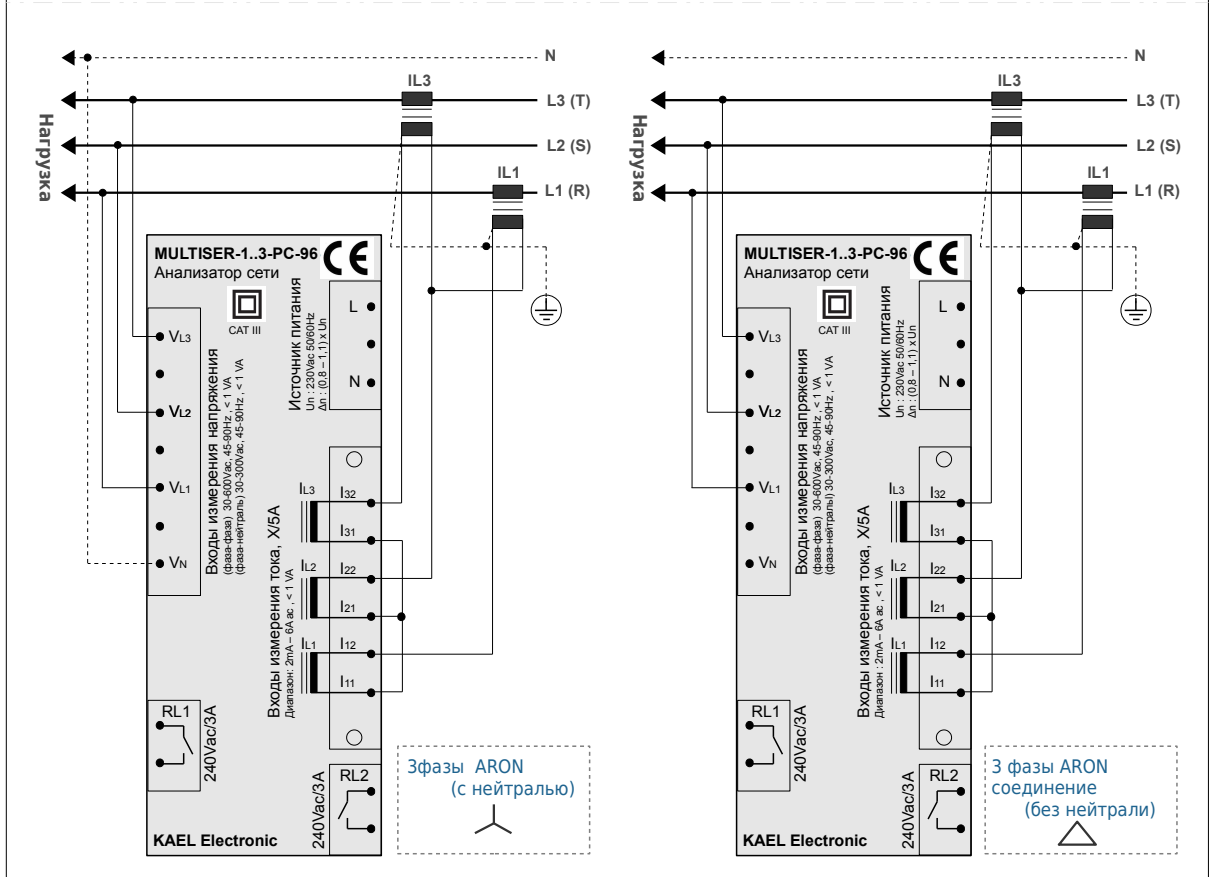 N
IL3
L3 (T)
L2 (S)
IL1
L1 (R)
Нагрузка
MULTISER-1..3-PC-96
Анализатор сети
CE
CAT III
Источник питания
Un : 230Vac 50/60Hz
Δn : (0,8 – 1,1) x Un
L
N
VL3
VL2
VL1
VN
Входы измерения напряжения
(фаза-фаза) 30-600Vac, 45-90Hz , < 1 VA
(фаза-нейтраль) 30-300Vac, 45-90Hz , < 1 VA
Входы измерения тока, X/5A
Диапазон: 2mA – 6A ac , < 1 VA
IL3
I32
I31
IL2
I22
I21
IL1
I12
I11
RL1
240Vac/3A
RL2
240Vac/3A
KAEL Electronic
3фазы ARON
(с нейтралью)
N
IL3
L3 (T)
L2 (S)
IL1
L1 (R)
Нагрузка
MULTISER-1..3-PC-96
Анализатор сети
CE
CAT III
Источник питания
Un : 230Vac 50/60Hz
Δn : (0,8 – 1,1) x Un
L
N
VL3
VL2
VL1
VN
Входы измерения напряжения
(фаза-фаза) 30-600Vac, 45-90Hz , < 1 VA
(фаза-нейтраль) 30-300Vac, 45-90Hz , < 1 VA
Входы измерения тока, X/5A
Диапазон : 2mA – 6A ac , < 1 VA
IL3
I32
I31
IL2
I22
I21
IL1
I12
I11
RL1
240Vac/3A
RL2
240Vac/3A
KAEL Electronic
3 фазы ARON
соединение
(без нейтрали)